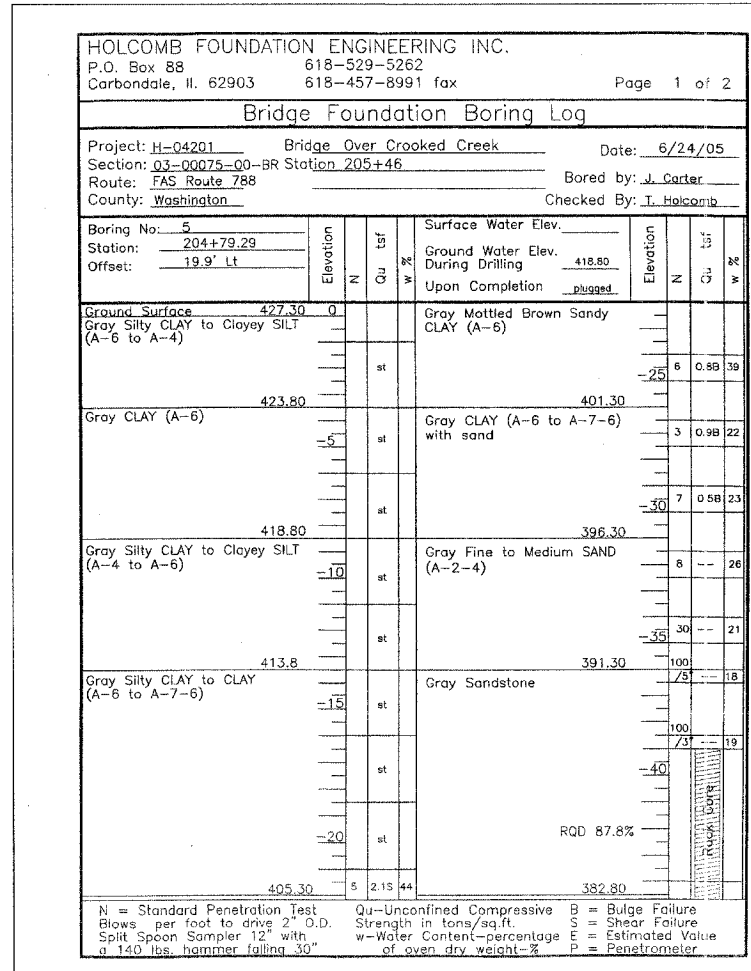 HOLCOMB FOUNDATION ENGINEERING INC.
P.O. Box 88 618-529-5262
Carbondale, Il. 62903 618-457-8991 fax Page 1 of 2
Bridge Foundation Boring Log
Project: H-04201 Bridge Over Crooked Creek Date: 6/24/05
Section: 03-00075-00-BR Station 205+46
Route: FAS Route 788 Bored by: J. Carter
County: Washington Checked By: T. Holcomb
Boring No: 5
Station: 204+79.29
Offset: 19.9' Lt
Elevation
N
Qu tsf
w %
Surface Water Elev.
Ground Water Elev.
During Drilling 418.80
Upon Completion plugged
Elevation
N
Qu tsf
w %
Ground Surface 427.30 0
Gray Silty CLAY to Clayey SILT
(A-6 to A-4)
st
423.80
Gray CLAY (A-6)
-5 st
st
418.80
Gray Silty CLAY to Clayey SILT
(A-4 to A-6)
-10 st
st
413.8
Gray Silty CLAY to CLAY
(A-6 to A-7-6)
-15 st
st
-20 st
405.30 5 2.1S 44
Gray Mottled Brown Sandy
CLAY (A-6)
-25 6 0.8B 39
401.30
Gray CLAY (A-6 to A-7-6)
with sand
3 0.9B 22
-30 7 0.5B 23
396.30
Gray Fine to Medium SAND
(A-2-4)
8 -- 26
-35 30 -- 21
391.30 100
/5" -- 18
Gray Sandstone
100
/3" -- 19
-40
Rock Core
RQD 87.8%
382.80
N = Standard Penetration Test
Blows per foot to drive 2" O.D.
Split Spoon Sampler 12" with
a 140 lbs. hammer falling 30"
Qu-Unconfined Compressive
Strength in tons/sq.ft.
w-Water Content-percentage
of oven dry weight-%
B = Bulge Failure
S = Shear Failure
E = Estimated Value
P = Penetrometer